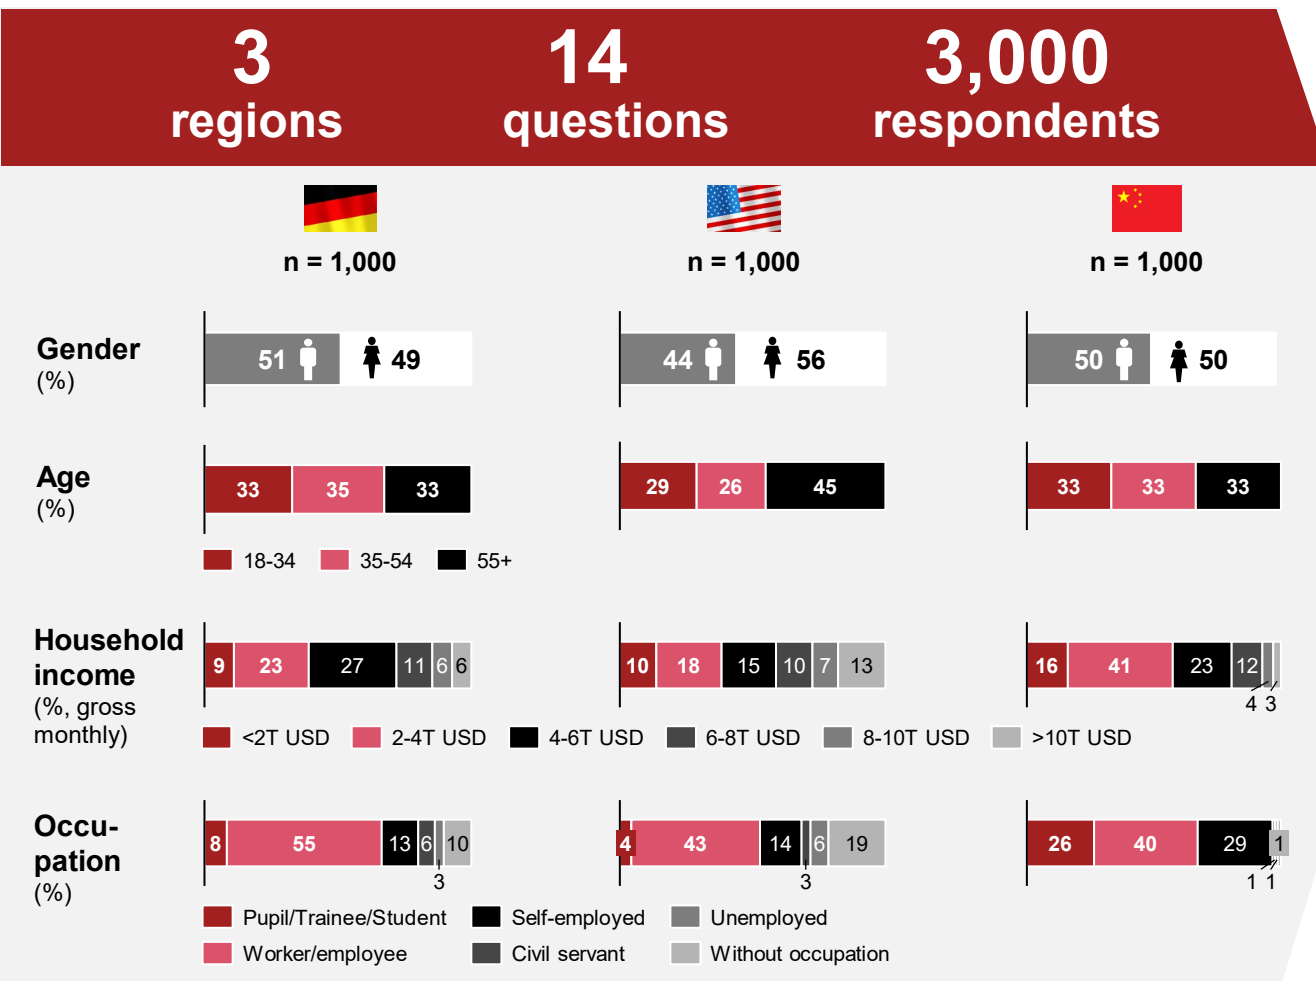 3 14 3,000
regions questions respondents
n = 1,000 n = 1,000 n = 1,000
Gender
(%)
51 49 44 56 50 50
Age
(%)
33 35 33 29 26 45 33 33 33
18-34 35-54 55+
Household
income
(%, gross
monthly)
9 23 27 11 6 6 10 18 15 10 7 13 16 41 23 12
4 3
<2T USD 2-4T USD 4-6T USD 6-8T USD 8-10T USD >10T USD
Occu-
pation
(%)
8 55 13 6 10 4 43 14 6 19 26 40 29 1
3 3 1 1
Pupil/Trainee/Student Self-employed Unemployed
Worker/employee Civil servant Without occupation